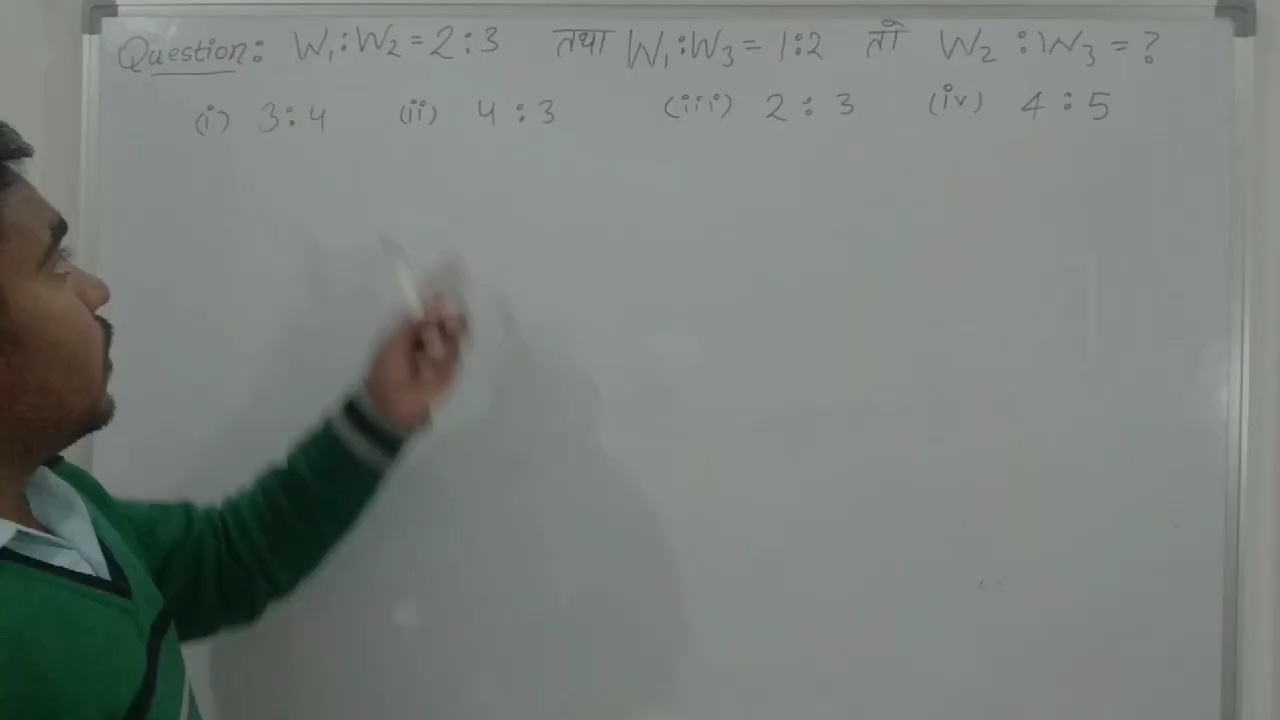 Question: W₁:W₂ = 2:3 तथा W₁:W₃ = 1:2 तो W₂:W₃ = ?
(i) 3:4 (ii) 4:3 (iii) 2:3 (iv) 4:5